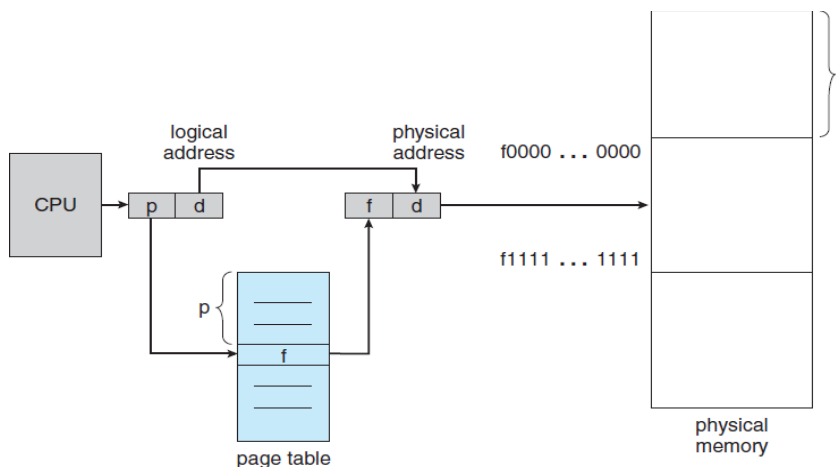 logical
address
physical
address
f0000 ... 0000
CPU
p
d
f
d
f1111 ... 1111
p
f
page table
physical
memory